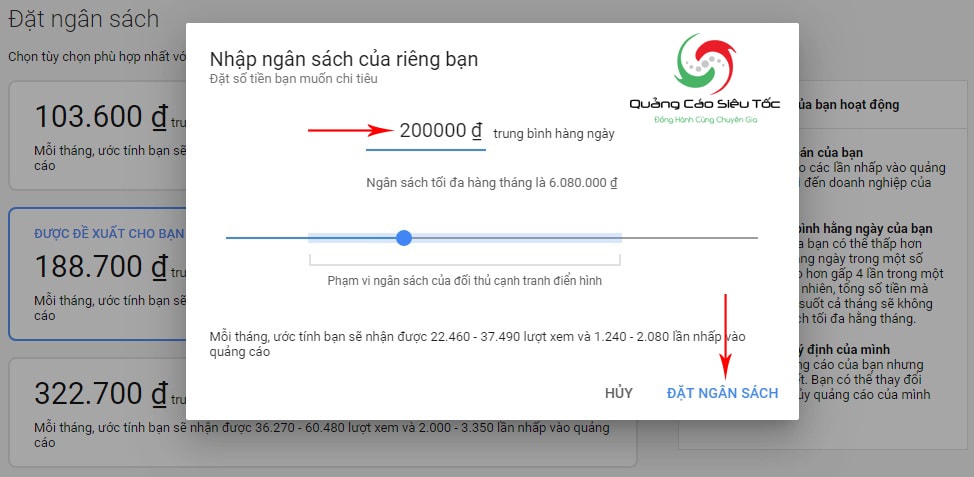 Đặt ngân sách
Chọn tùy chọn phù hợp nhất vớ
103.600 ₫ tru
Mỗi tháng, ước tính bạn sẽ
cáo
ĐƯỢC ĐỀ XUẤT CHO BẠN
188.700 ₫ tru
Mỗi tháng, ước tính bạn sẽ
cáo
322.700 ₫ tru
Mỗi tháng, ước tính bạn sẽ nhận được 36.270 - 60.480 lượt xem và 2.000 - 3.350 lần nhấp vào quảng
cáo
Nhập ngân sách của riêng bạn
Đặt số tiền bạn muốn chi tiêu
Quảng Cáo Siêu Tốc
Đồng Hành Cùng Chuyên Gia
200000 ₫ trung bình hàng ngày
Ngân sách tối đa hàng tháng là 6.080.000 ₫
Phạm vi ngân sách của đối thủ cạnh tranh điển hình
Mỗi tháng, ước tính bạn sẽ nhận được 22.460 - 37.490 lượt xem và 1.240 - 2.080 lần nhấp vào
quảng cáo
HỦY
ĐẶT NGÂN SÁCH
của bạn hoạt động
án của bạn
o các lần nhấp vào quảng
đến doanh nghiệp của
bình hằng ngày của bạn
a bạn có thể thấp hơn
ng ngày trong một số
o hơn gấp 4 lần trong một
nhiên, tổng số tiền mà
suốt cả tháng sẽ không
ch tối đa hằng tháng.
ý định của mình
ng cáo của bạn nhưng
ết. Bạn có thể thay đổi
ủy quảng cáo của mình